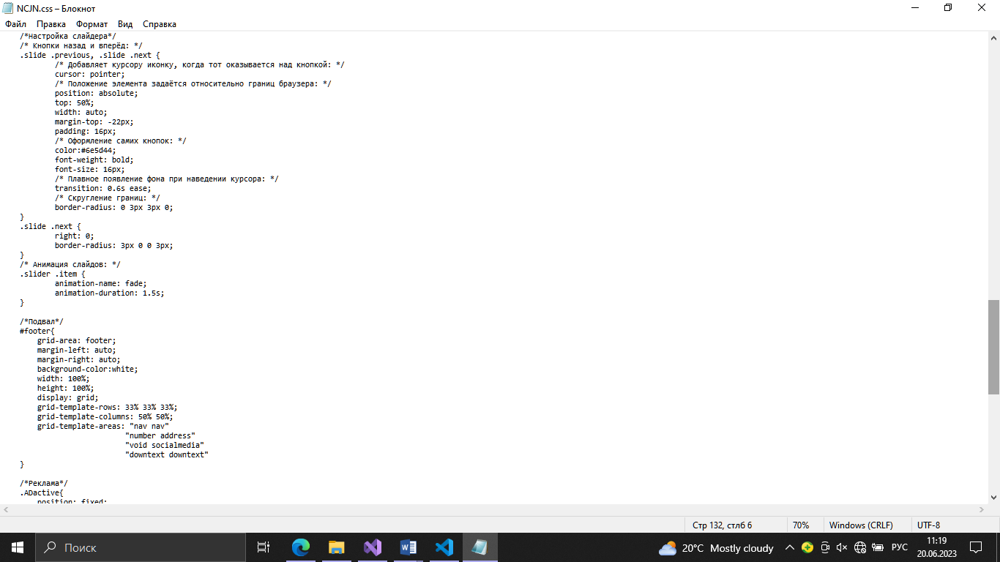 NCJN.css – Блокнот
Файл Правка Формат Вид Справка
/*Настройка слайдера*/
/* Кнопки назад и вперёд: */
.slide .previous, .slide .next {
/* Добавляет курсору иконку, когда тот оказывается над кнопкой: */
cursor: pointer;
/* Положение элемента задаётся относительно границ браузера: */
position: absolute;
top: 50%;
width: auto;
margin-top: -22px;
padding: 16px;
/* Оформление самих кнопок: */
color:#6e5d44;
font-weight: bold;
font-size: 16px;
/* Плавное появление фона при наведении курсора: */
transition: 0.6s ease;
/* Скругление границ: */
border-radius: 0 3px 3px 0;
}
.slide .next {
right: 0;
border-radius: 3px 0 0 3px;
}
/* Анимация слайдов: */
.slider .item {
animation-name: fade;
animation-duration: 1.5s;
}
/*Подвал*/
#footer{
grid-area: footer;
margin-left: auto;
margin-right: auto;
background-color:white;
width: 100%;
height: 100%;
display: grid;
grid-template-rows: 33% 33% 33%;
grid-template-columns: 50% 50%;
grid-template-areas: "nav nav"
"number address"
"void socialmedia"
"downtext downtext"
}
/*Реклама*/
.ADactive{
position: fixed;
Стр 132, стлб 6 70% Windows (CRLF) UTF-8
Поиск 20°C Mostly cloudy РУС 11:19
20.06.2023